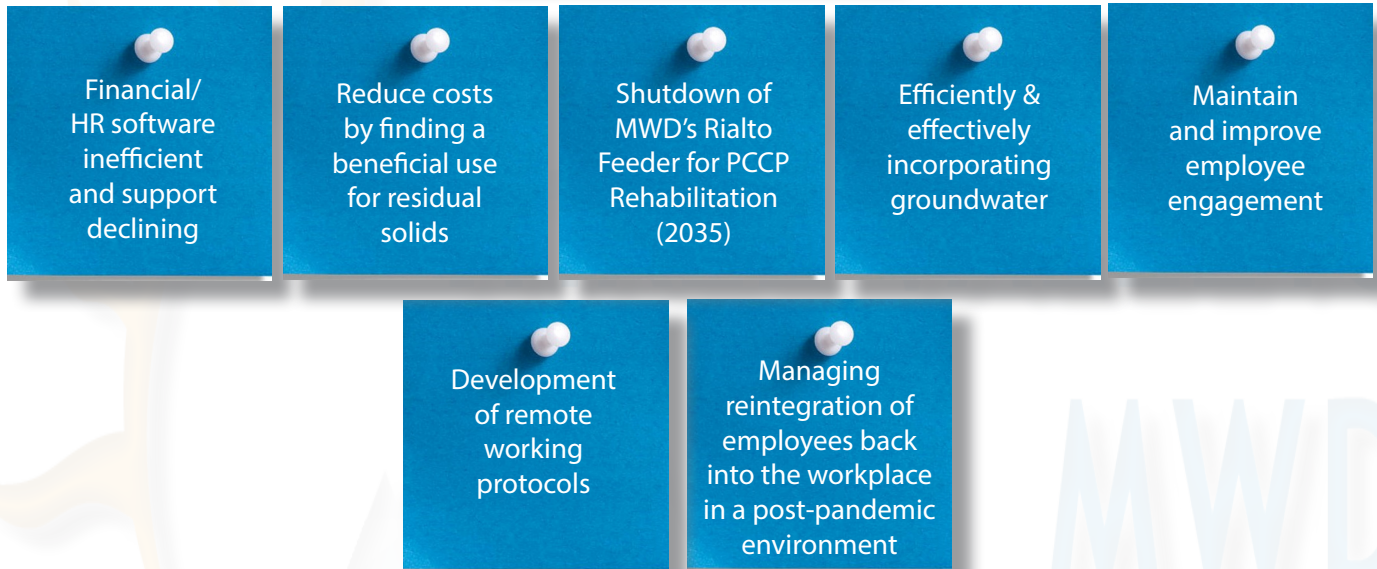 Financial/
HR software
inefficient
and support
declining
Reduce costs
by finding a
beneficial use
for residual
solids
Shutdown of
MWD's Rialto
Feeder for PCCP
Rehabilitation
(2035)
Efficiently &
effectively
incorporating
groundwater
Maintain
and improve
employee
engagement
Development
of remote
working
protocols
Managing
reintegration of
employees back
into the workplace
in a post-pandemic
environment
MWD